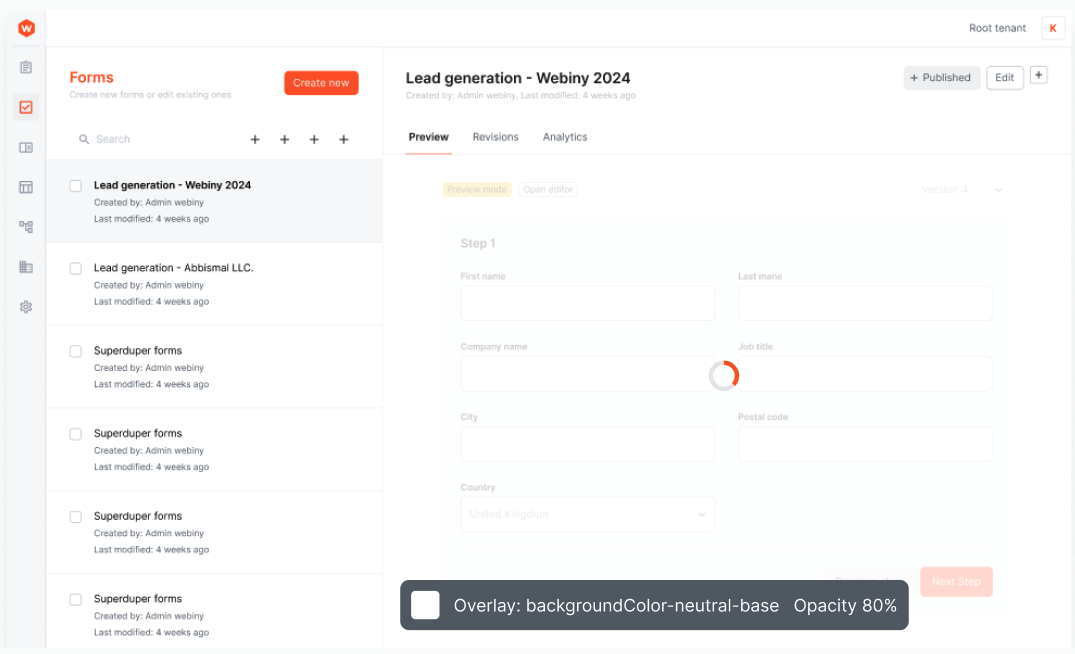 W
Root tenant
K
Forms
Create new forms or edit existing ones
Create new
Search
Lead generation - Webiny 2024
Created by: Admin webiny
Last modified: 4 weeks ago
Lead generation - Abbismal LLC.
Created by: Admin webiny
Last modified: 4 weeks ago
Superduper forms
Created by: Admin webiny
Last modified: 4 weeks ago
Superduper forms
Created by: Admin webiny
Last modified: 4 weeks ago
Superduper forms
Created by: Admin webiny
Last modified: 4 weeks ago
Superduper forms
Created by: Admin webiny
Last modified: 4 weeks ago
Lead generation - Webiny 2024
Created by: Admin webiny, Last modified: 4 weeks ago
+ Published
Edit
+
Preview Revisions Analytics
Preview mode Open editor Version 4
Step 1
First name Last mane
Company name Job title
City Postal code
Country
United Kingdom
Next Step
Overlay: backgroundColor-neutral-base Opacity 80%